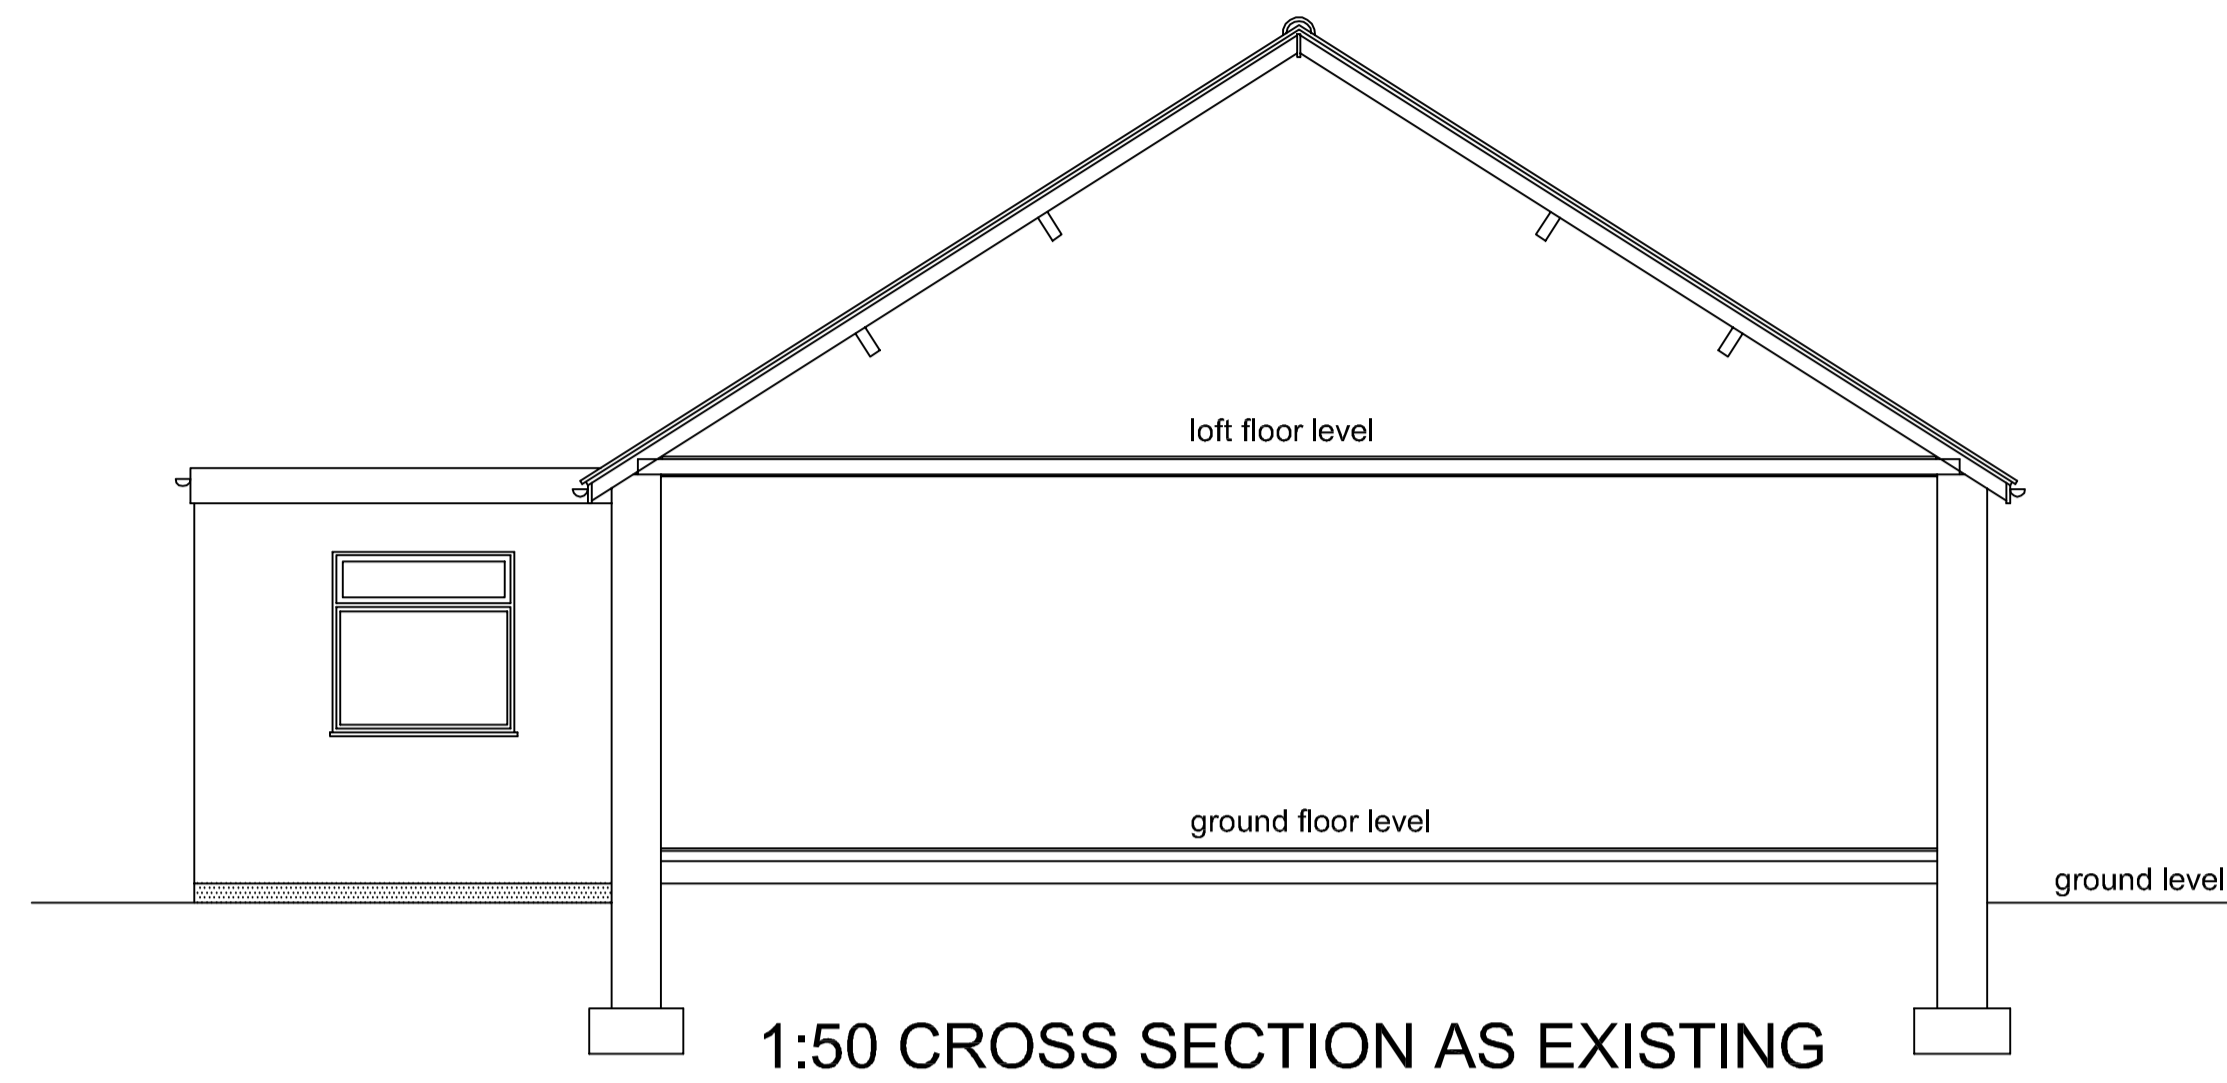 loft floor level
ground floor level
ground level
1:50 CROSS SECTION AS EXISTING